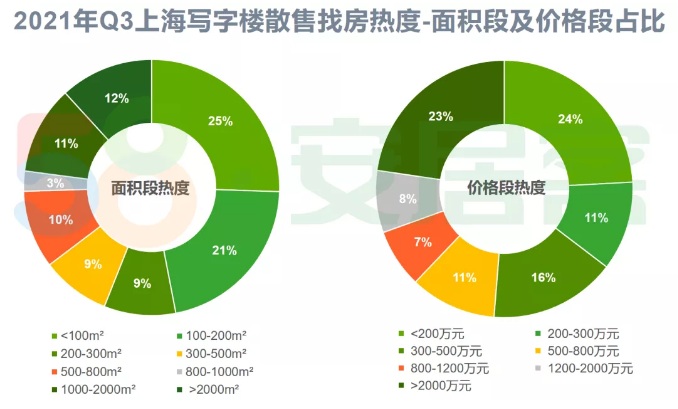 2021年Q3上海写字楼散售找房热度-面积段及价格段占比
12%
25%
11%
3%
10%
9%
9%
21%
面积段热度
23%
24%
8%
7%
11%
16%
11%
价格段热度
安居客
58
<100m²
100-200m²
200-300m²
300-500m²
500-800m²
800-1000m²
1000-2000m²
>2000m²
<200万元
200-300万元
300-500万元
500-800万元
800-1200万元
1200-2000万元
>2000万元